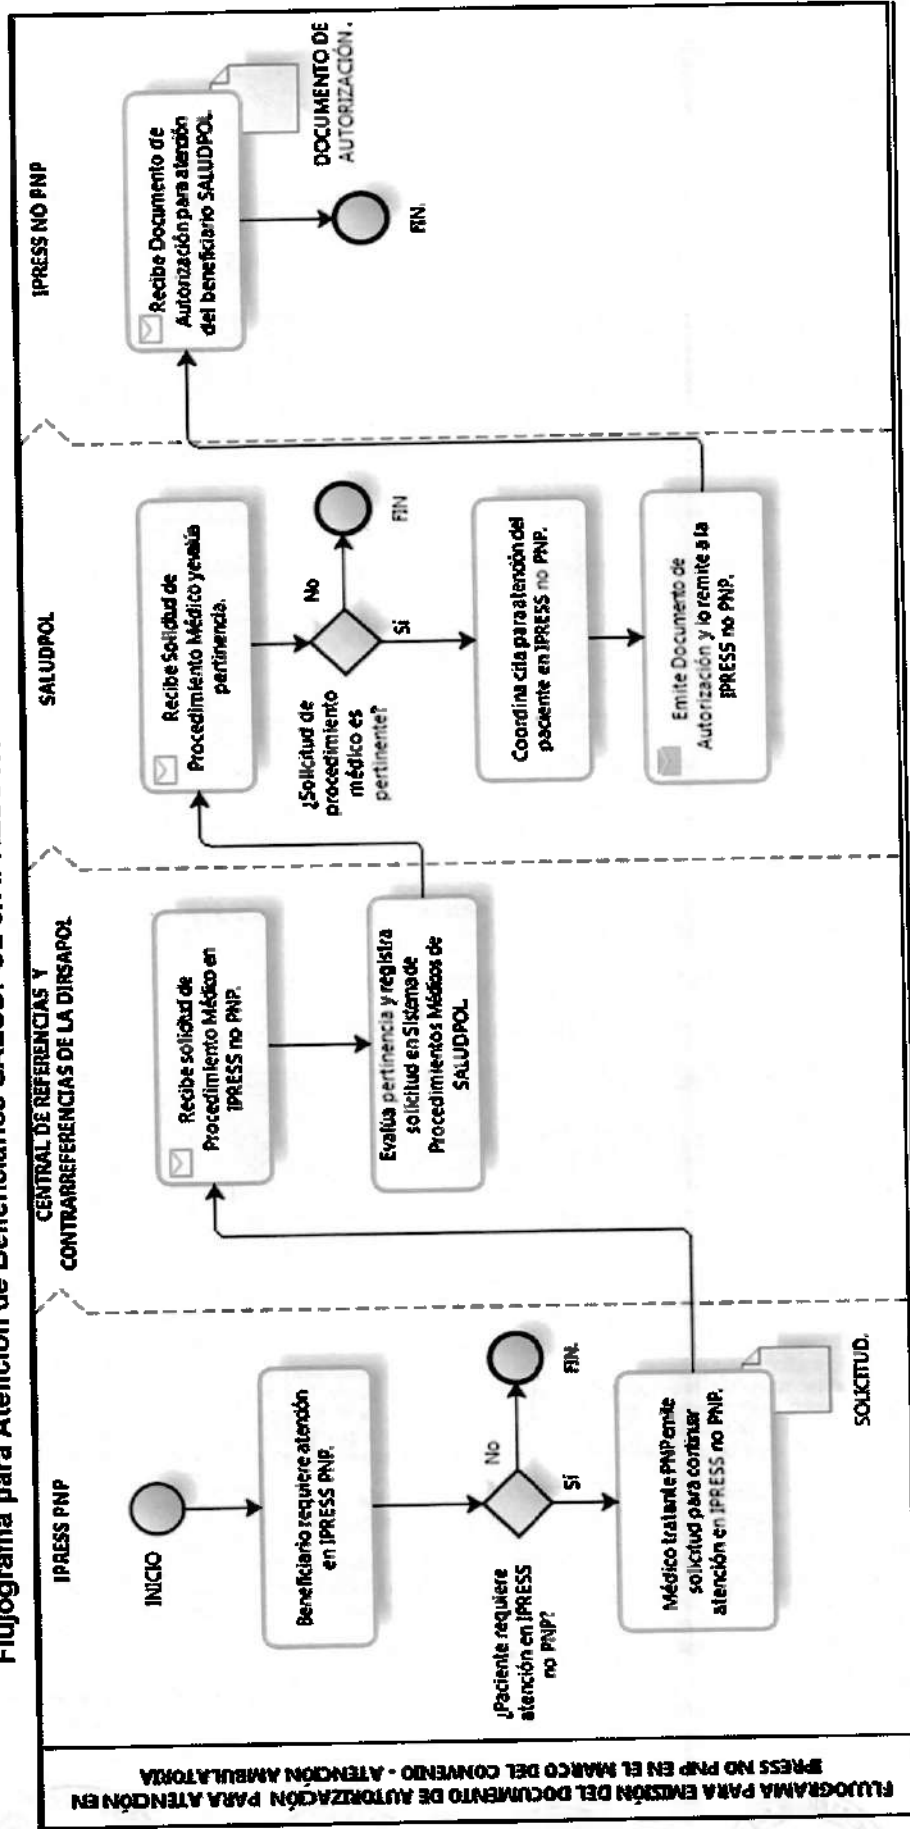 Flujograma para Atención de Beneficiarios SALUDPOL en
FLUJOGRAMA PARA EMISIÓN DEL DOCUMENTO DE AUTORIZACIÓN PARA ATENCIÓN EN
IPRESS NO PNP EN EL MARCO DEL CONVENIO - ATENCIÓN AMBULATORIA
IPRESS PNP
INICIO
Beneficiario requiere atención
en IPRESS PNP.
¿Paciente requiere
atención en IPRESS
no PNP?
No
FIN.
Sí
Médico tratante PNP emite
solicitud para continuar
atención en IPRESS no PNP.
SOLICITUD.
CENTRAL DE REFERENCIAS Y
CONTRARREFERENCIAS DE LA DIRSAPOL
Recibe solicitud de
Procedimiento Médico en
IPRESS no PNP.
Evalúa pertinencia y registra
solicitud en Sistema de
Procedimientos Médicos de
SALUDPOL.
SALUDPOL
Recibe Solicitud de
Procedimiento Médico y evalúa
pertinencia.
¿Solicitud de
procedimiento
médico es
pertinente?
No
FIN
Sí
Coordina cita para atención del
paciente en IPRESS no PNP.
Emite Documento de
Autorización y lo remite a la
IPRESS no PNP.
IPRESS NO PNP
Recibe Documento de
Autorización para atención
del beneficiario SALUDPOL.
DOCUMENTO DE
AUTORIZACIÓN.
FIN.